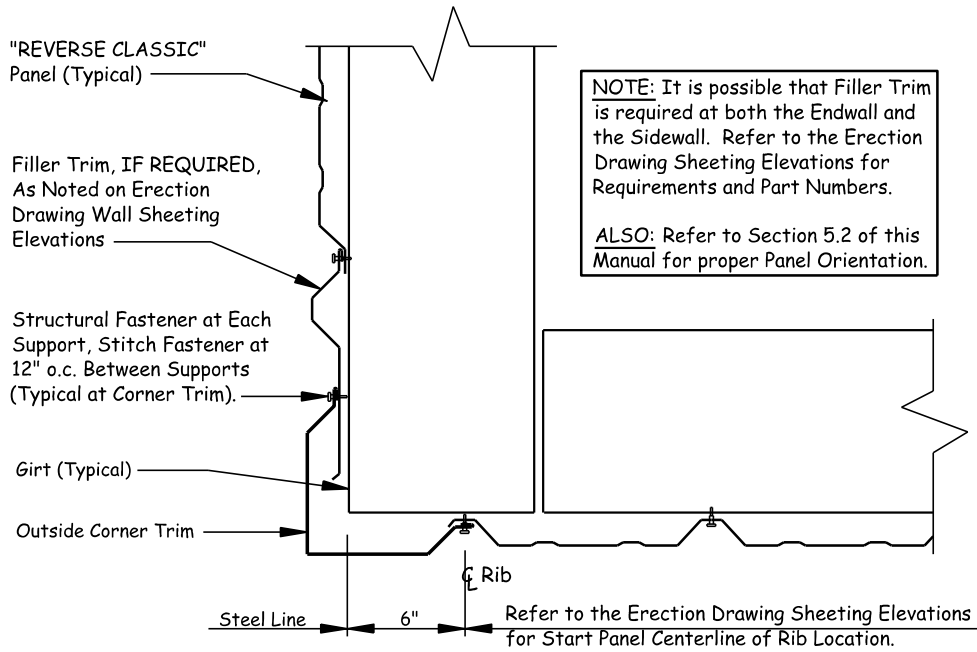 "REVERSE CLASSIC"
Panel (Typical)
Filler Trim, IF REQUIRED,
As Noted on Erection
Drawing Wall Sheeting
Elevations
Structural Fastener at Each
Support, Stitch Fastener at
12" o.c. Between Supports
(Typical at Corner Trim).
Girt (Typical)
Outside Corner Trim
NOTE: It is possible that Filler Trim
is required at both the Endwall and
the Sidewall. Refer to the Erection
Drawing Sheeting Elevations for
Requirements and Part Numbers.
ALSO: Refer to Section 5.2 of this
Manual for proper Panel Orientation.
℄ Rib
Steel Line
6"
Refer to the Erection Drawing Sheeting Elevations
for Start Panel Centerline of Rib Location.